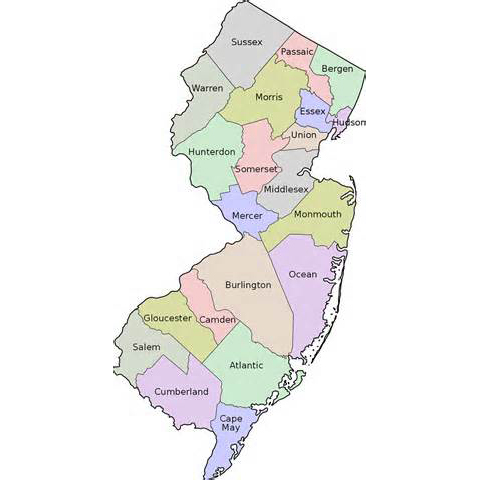 Sussex
Passaic
Bergen
Warren
Morris
Essex
Hudson
Union
Hunterdon
Somerset
Middlesex
Mercer
Monmouth
Ocean
Burlington
Gloucester
Camden
Salem
Atlantic
Cumberland
Cape
May